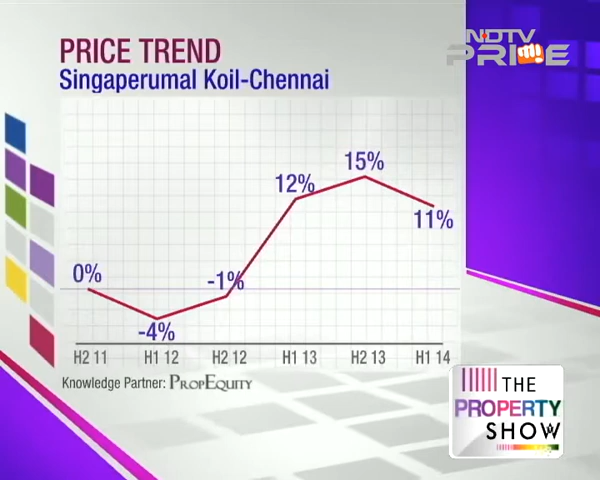 PRICE TREND
Singaperumal Koil-Chennai
NDTV
PRIME
0%
-4%
-1%
12%
15%
11%
H2 11
H1 12
H2 12
H1 13
H2 13
H1 14
Knowledge Partner: PROPEQUITY
THE
PROPERTY
SHOW